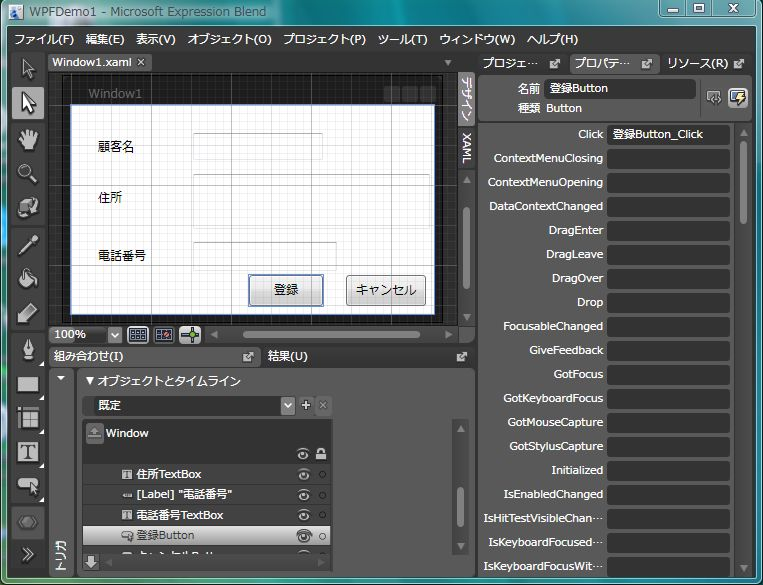 WPFDemo1 - Microsoft Expression Blend
ファイル(F) 編集(E) 表示(V) オブジェクト(O) プロジェクト(P) ツール(T) ウィンドウ(W) ヘルプ(H)
Window1.xaml
Window1
顧客名
住所
電話番号
登録 キャンセル
デザイン
XAML
100%
組み合わせ(I) 結果(U)
オブジェクトとタイムライン
既定
Window
住所TextBox
[Label] "電話番号"
電話番号TextBox
登録Button
トリガ
プロジェ… プロパティ… リソース(R)
名前 登録Button
種類 Button
Click 登録Button_Click
ContextMenuClosing
ContextMenuOpening
DataContextChanged
DragEnter
DragLeave
DragOver
Drop
FocusableChanged
GiveFeedback
GotFocus
GotKeyboardFocus
GotMouseCapture
GotStylusCapture
Initialized
IsEnabledChanged
IsHitTestVisibleChan…
IsKeyboardFocused…
IsKeyboardFocusWit…